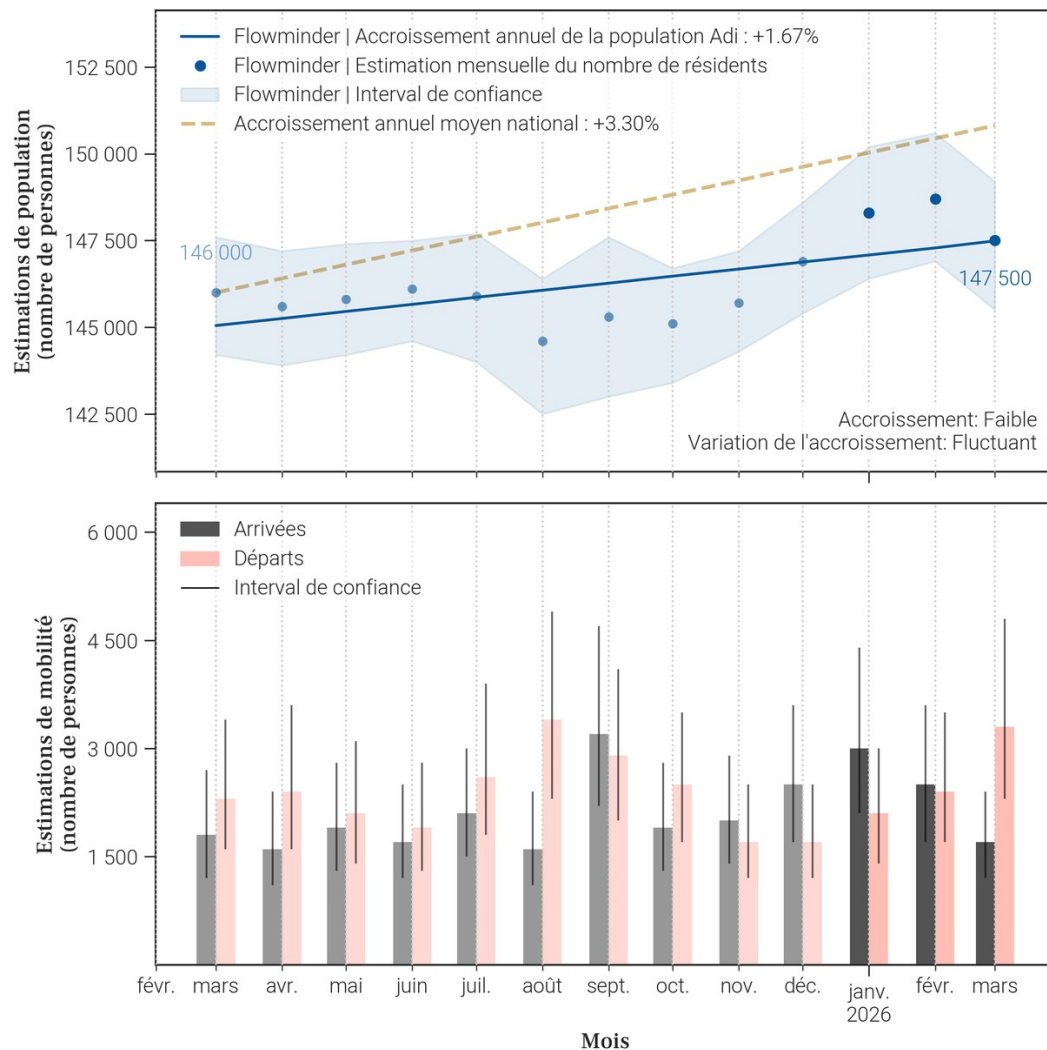 Flowminder | Accroissement annuel de la population Adi : +1.67%
Flowminder | Estimation mensuelle du nombre de résidents
Flowminder | Interval de confiance
Accroissement annuel moyen national : +3.30%
Estimations de population
(nombre de personnes)
152 500
150 000
147 500
145 000
142 500
146 000
147 500
Accroissement: Faible
Variation de l'accroissement: Fluctuant
Arrivées
Départs
Interval de confiance
Estimations de mobilité
(nombre de personnes)
6 000
4 500
3 000
1 500
févr. mars avr. mai juin juil. août sept. oct. nov. déc. janv. févr. mars
2026
Mois